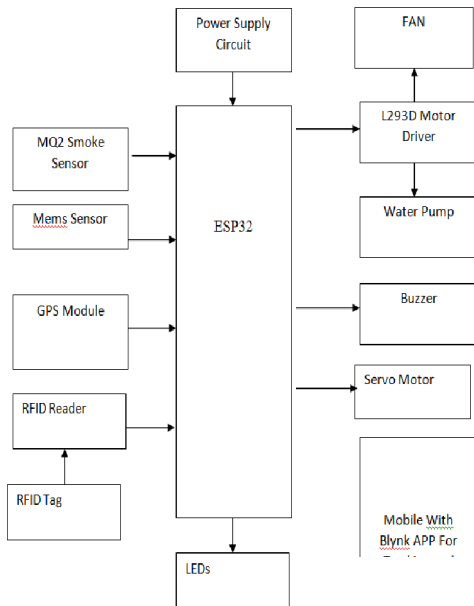 Power Supply
Circuit
FAN
MQ2 Smoke
Sensor
L293D Motor
Driver
Mems Sensor
ESP32
Water Pump
GPS Module
Buzzer
RFID Reader
Servo Motor
RFID Tag
Mobile With
Blynk APP For
LEDs